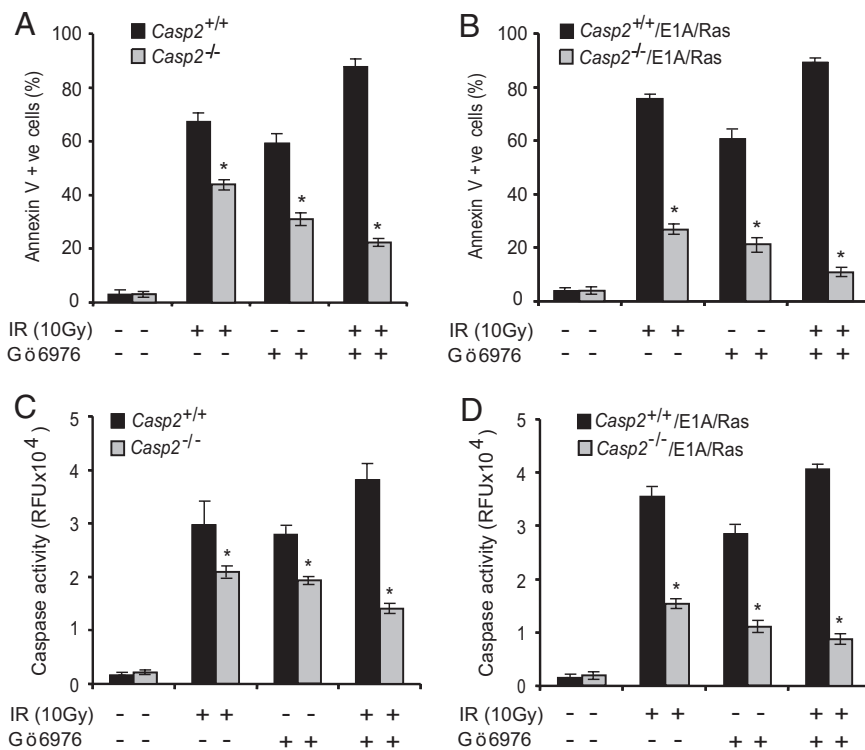 A
Casp2+/+
Casp2-/-
Annexin V +ve cells (%)
100
80
60
40
20
0
* * *
IR (10Gy) - - + + - - + +
Gö6976 - - - - + + + +
B
Casp2+/+/E1A/Ras
Casp2-/-/E1A/Ras
Annexin V +ve cells (%)
100
80
60
40
20
0
* * *
IR (10Gy) - - + + - - + +
Gö6976 - - - - + + + +
C
Casp2+/+
Casp2-/-
Caspase activity (RFUx10^4)
5
4
3
2
1
0
* * *
IR (10Gy) - - + + - - + +
Gö6976 - - - - + + + +
D
Casp2+/+/E1A/Ras
Casp2-/-/E1A/Ras
Caspase activity (RFUx10^4)
5
4
3
2
1
0
* * *
IR (10Gy) - - + + - - + +
Gö6976 - - - - + + + +